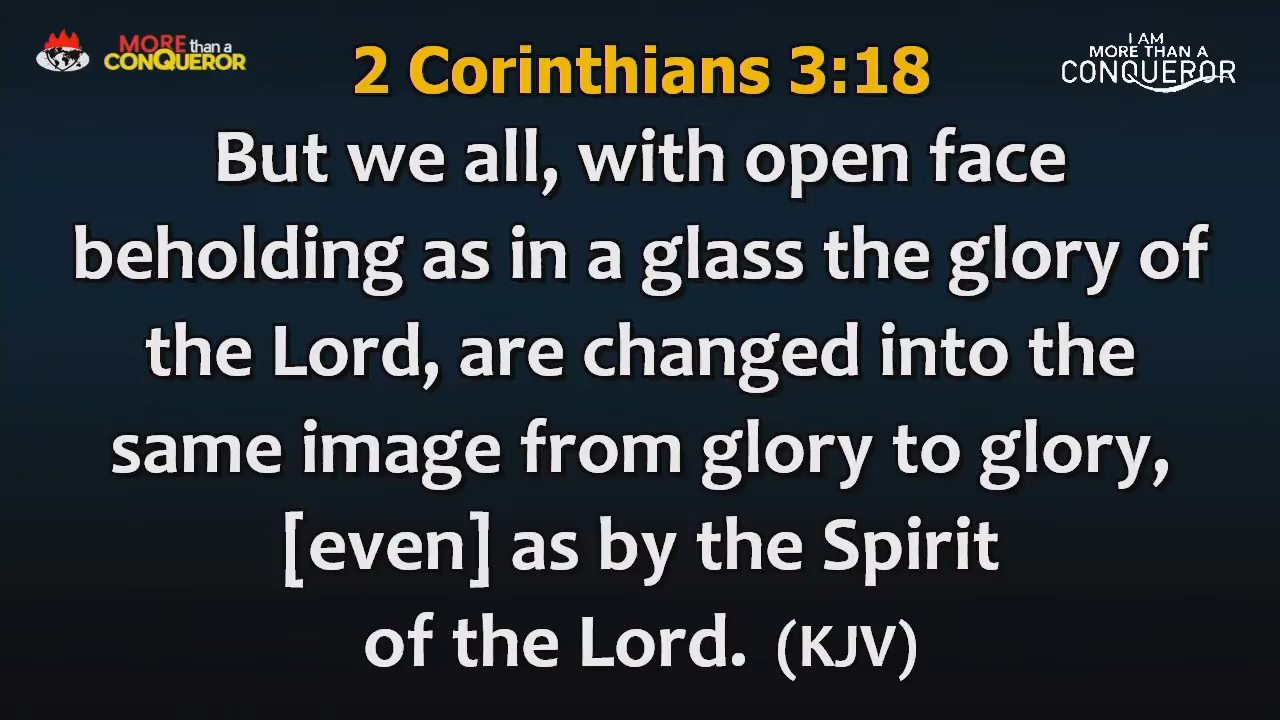 MORE than a
CONQUEROR
2 Corinthians 3:18
I AM
MORE THAN A
CONQUEROR
But we all, with open face
beholding as in a glass the glory of
the Lord, are changed into the
same image from glory to glory,
[even] as by the Spirit
of the Lord. (KJV)